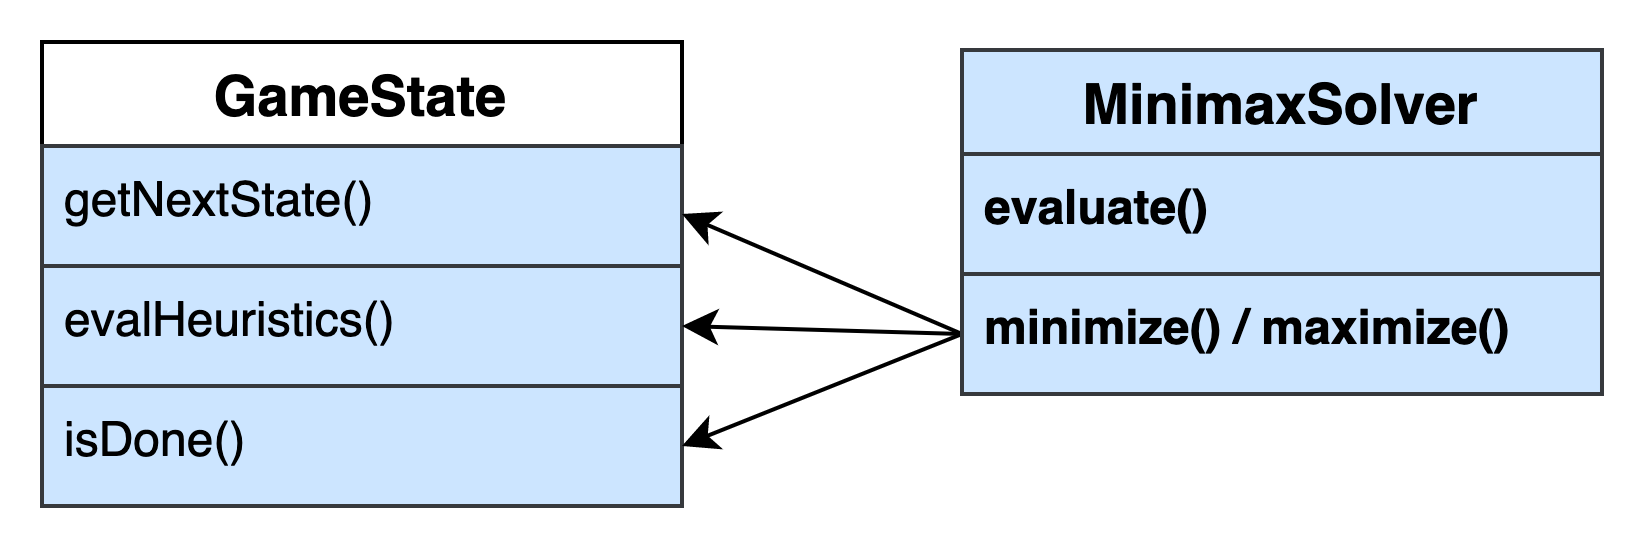 GameState
getNextState()
evalHeuristics()
isDone()
MinimaxSolver
evaluate()
minimize() / maximize()